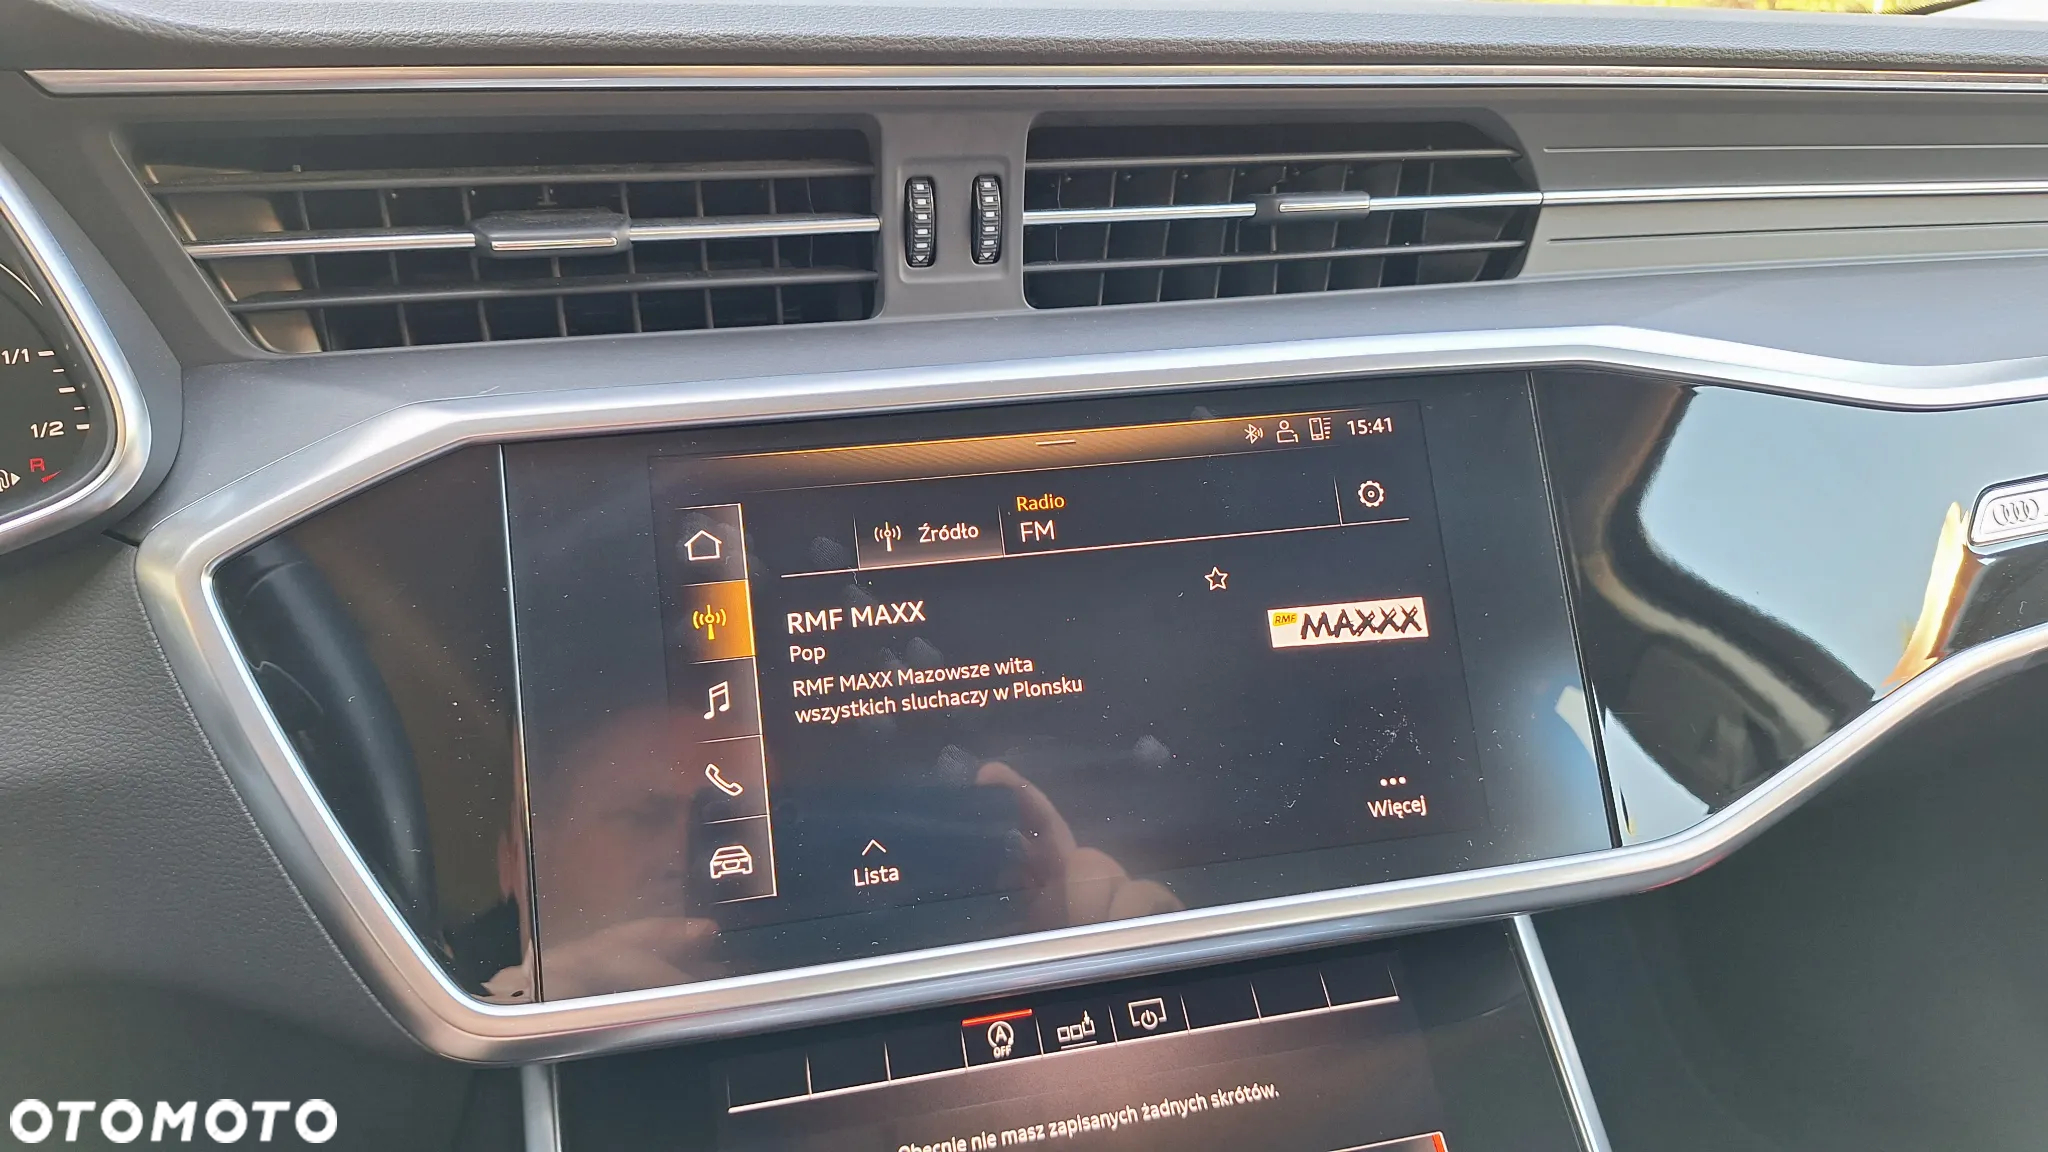 1/1
1/2
R
15:41
Źródło
Radio
FM
RMF MAXX
Pop
RMF MAXX Mazowsze wita
wszystkich sluchaczy w Plonsku
RMF MAXXX
Więcej
Lista
A
OFF
Obecnie nie masz zapisanych żadnych skrótów.
OTOMOTO